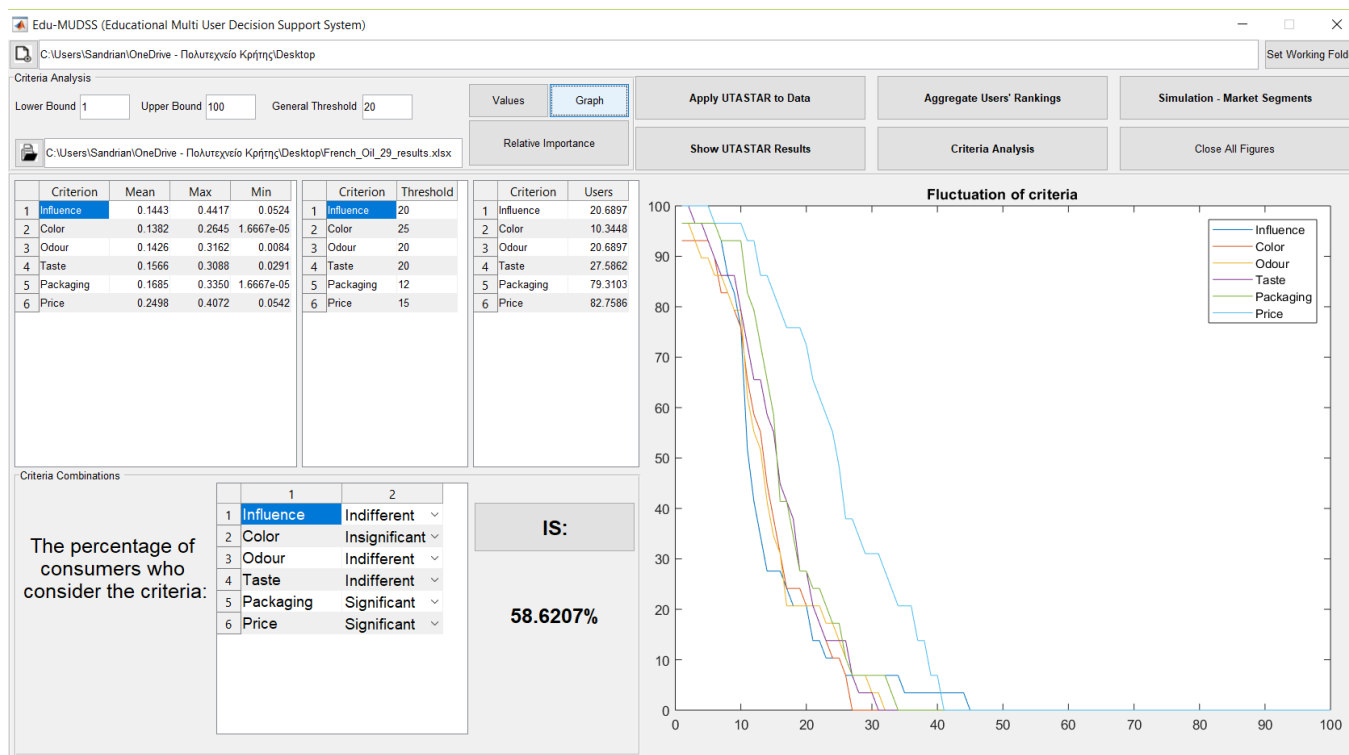 Edu-MUDSS (Educational Multi User Decision Support System)
C:\Users\Sandrian\OneDrive - Πολυτεχνείο Κρήτης\Desktop
Set Working Fold
Criteria Analysis
Lower Bound 1 Upper Bound 100 General Threshold 20
Values Graph
Relative Importance
C:\Users\Sandrian\OneDrive - Πολυτεχνείο Κρήτης\Desktop\French_Oil_29_results.xlsx
Apply UTASTAR to Data Aggregate Users' Rankings Simulation - Market Segments
Show UTASTAR Results Criteria Analysis Close All Figures
Criterion Mean Max Min
1 Influence 0.1443 0.4417 0.0524
2 Color 0.1382 0.2645 1.6667e-05
3 Odour 0.1426 0.3162 0.0084
4 Taste 0.1566 0.3088 0.0291
5 Packaging 0.1685 0.3350 1.6667e-05
6 Price 0.2498 0.4072 0.0542
Criterion Threshold
1 Influence 20
2 Color 25
3 Odour 20
4 Taste 20
5 Packaging 12
6 Price 15
Criterion Users
1 Influence 20.6897
2 Color 10.3448
3 Odour 20.6897
4 Taste 27.5862
5 Packaging 79.3103
6 Price 82.7586
Criteria Combinations
The percentage of
consumers who
consider the criteria:
1 2
1 Influence Indifferent
2 Color Insignificant
3 Odour Indifferent
4 Taste Indifferent
5 Packaging Significant
6 Price Significant
IS:
58.6207%
Fluctuation of criteria
100
90
80
70
60
50
40
30
20
10
0
0 10 20 30 40 50 60 70 80 90 100
Influence
Color
Odour
Taste
Packaging
Price